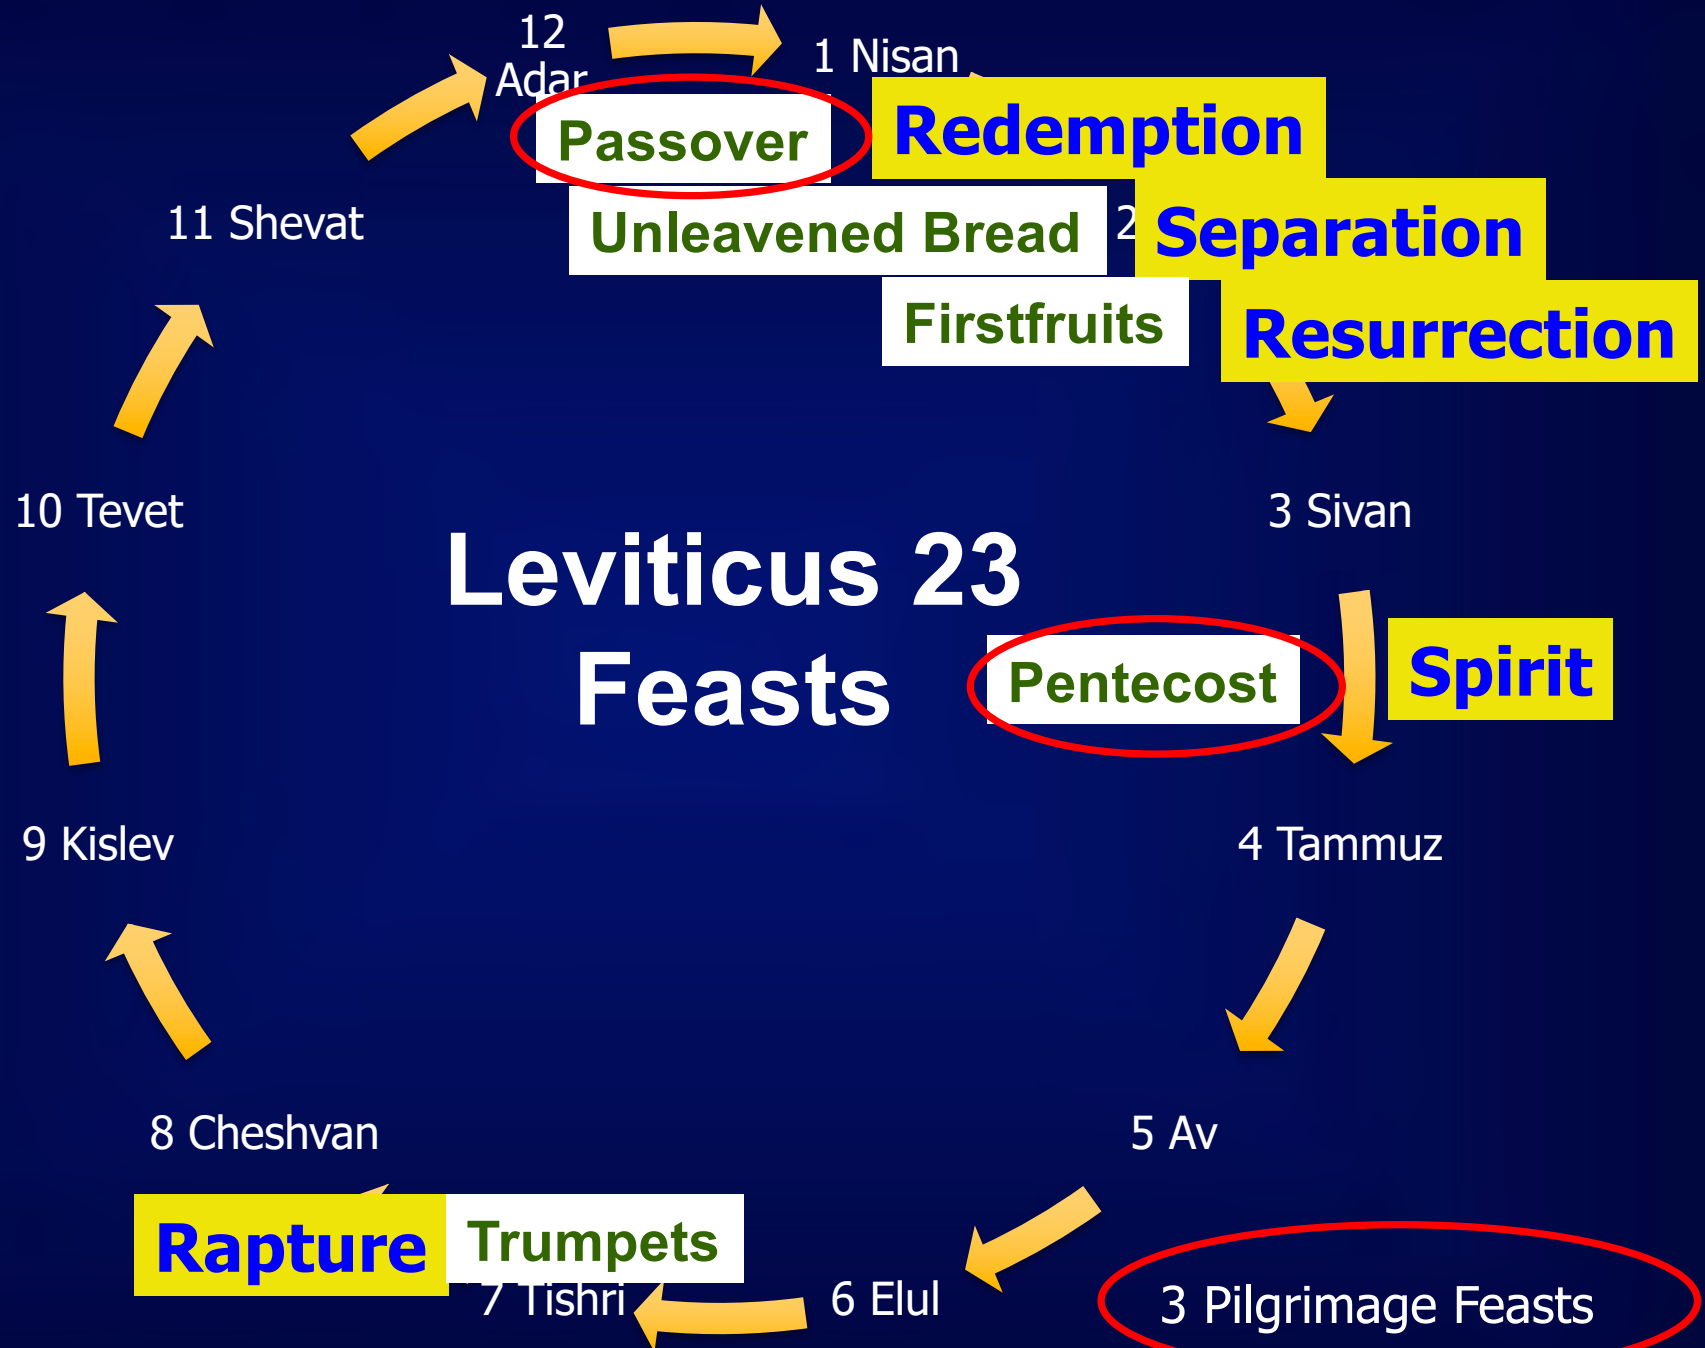 12
Adar
1 Nisan
Passover
Redemption
11 Shevat
Unleavened Bread
2
Separation
Firstfruits
Resurrection
10 Tevet
3 Sivan
Leviticus 23
Feasts
Pentecost
Spirit
9 Kislev
4 Tammuz
8 Cheshvan
5 Av
Rapture
Trumpets
7 Tishri
6 Elul
3 Pilgrimage Feasts